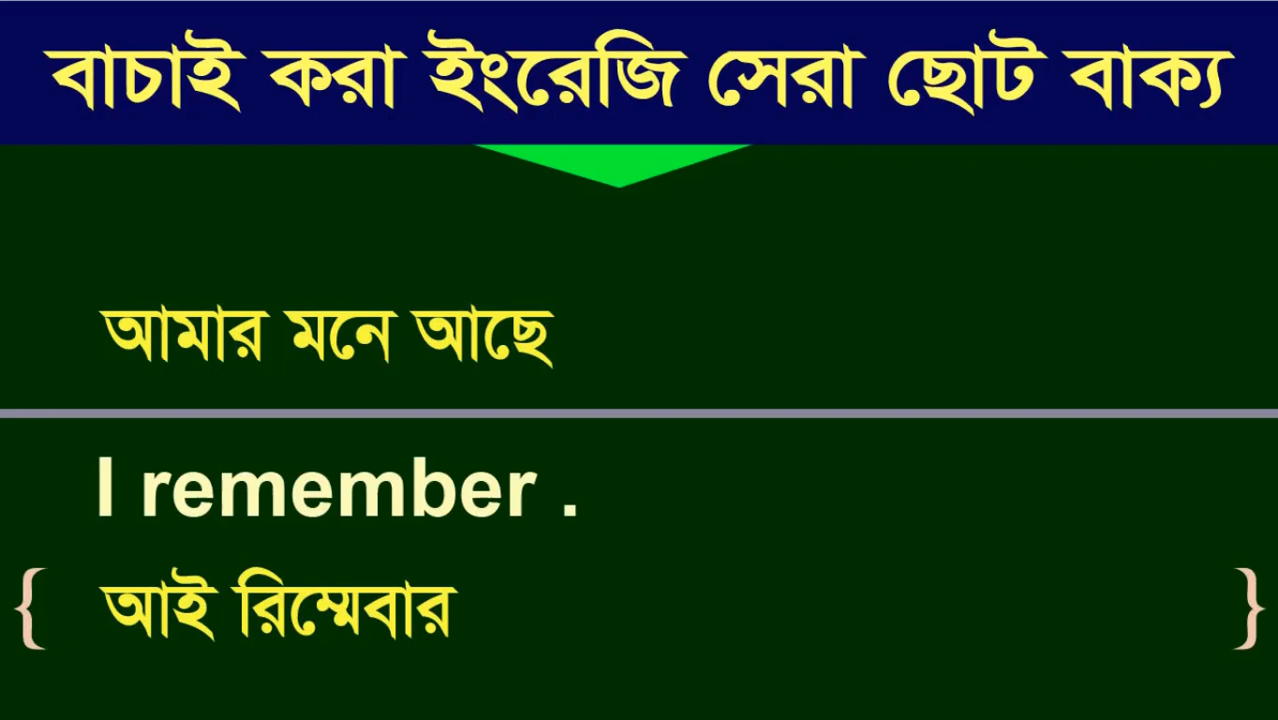 বাচাই করা ইংরেজি সেরা ছোট বাক্য
আমার মনে আছে
I remember .
{ আই রিম্মেবার }